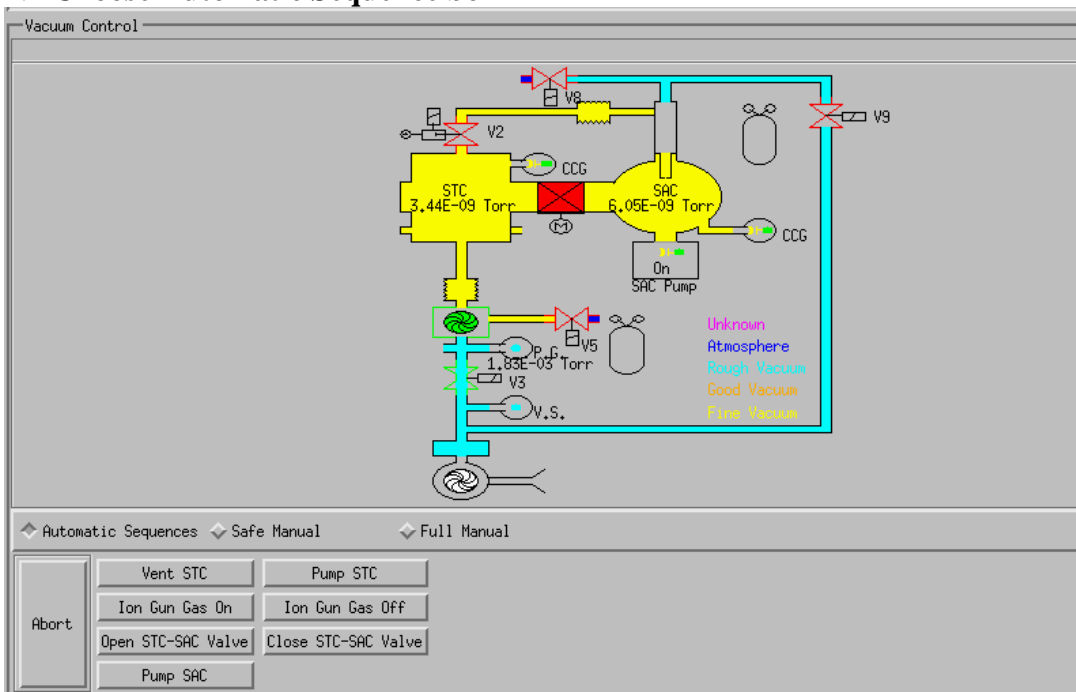 Vacuum Control
V8
V9
V2
CCG
STC
3.44E-09 Torr
SAC
6.05E-09 Torr
M
CCG
On
SAC Pump
Unknown
Atmosphere
Rough Vacuum
Good Vacuum
Fine Vacuum
V5
P.G.
1.83E-03 Torr
V3
V.S.
Automatic Sequences Safe Manual Full Manual
Abort
Vent STC Pump STC
Ion Gun Gas On Ion Gun Gas Off
Open STC-SAC Valve Close STC-SAC Valve
Pump SAC